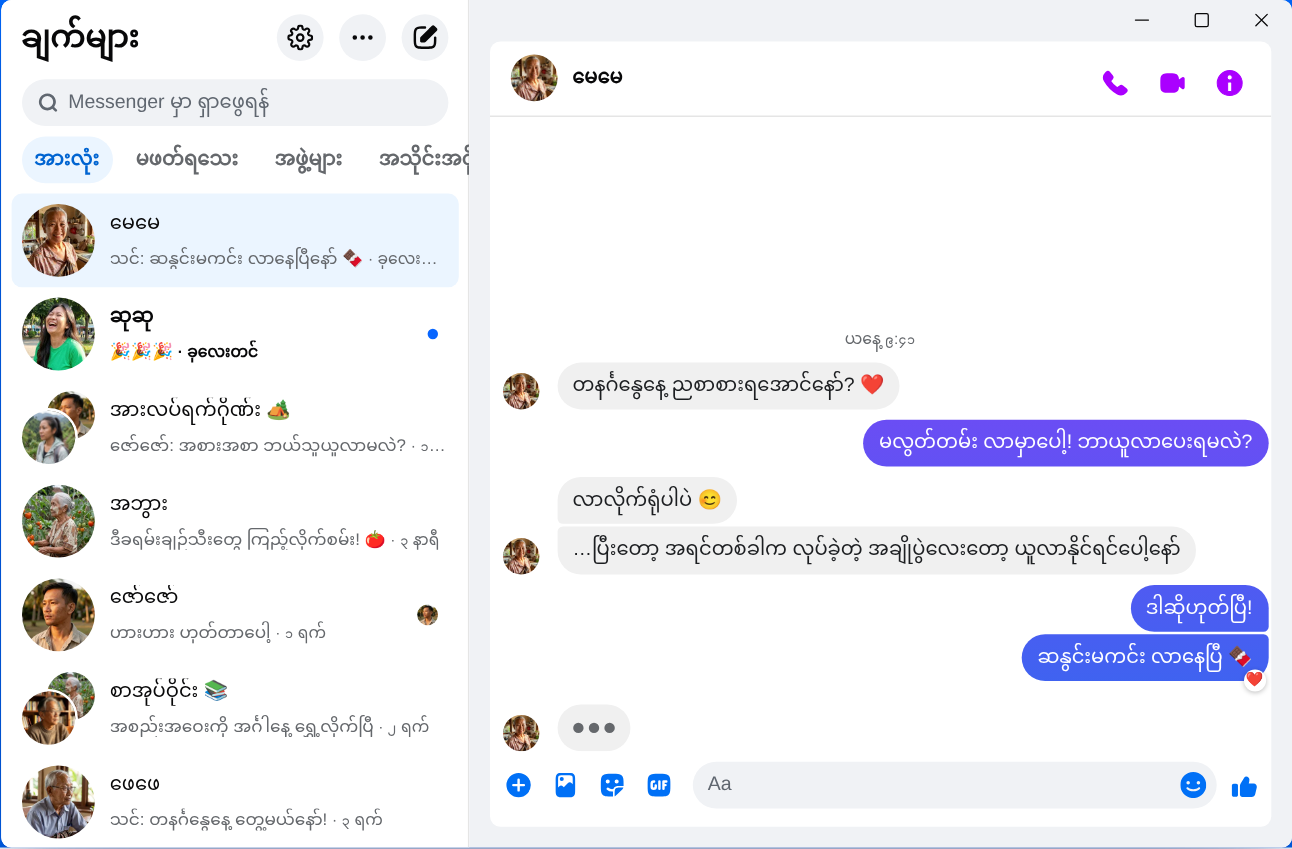 ချက်များ
Messenger မှာ ရှာဖွေရန်
အားလုံး မဖတ်ရသေး အဖွဲ့များ
မေမေ
သင်: ဆနွင်းမကင်း လာနေပြီနော် 🍫 · ခုလေး…
ဆုဆု
🎉🎉🎉 · ခုလေးတင်
အားလပ်ရက်ဂိုဏ်း 🏕️
ဇော်ဇော်: အစားအစာ ဘယ်သူယူလာမလဲ? · ၁…
အဘွား
ဒီခရမ်းချဉ်သီးတွေ ကြည့်လိုက်စမ်း! 🍅 · ၃ နာရီ
ဇော်ဇော်
ဟားဟား ဟုတ်တာပေါ့ · ၁ ရက်
စာအုပ်ဝိုင်း 📚
အစည်းအဝေးကို အင်္ဂါနေ့ ရွှေ့လိုက်ပြီ · ၂ ရက်
ဖေဖေ
သင်: တနင်္ဂနွေနေ့ တွေ့မယ်နော်! · ၃ ရက်
မေမေ
ယနေ့ ၉:၄၁
တနင်္ဂနွေနေ့ ညစာစားရအောင်နော်? ❤️
မလွတ်တမ်း လာမှာပေါ့! ဘာယူလာပေးရမလဲ?
လာလိုက်ရုံပါပဲ 😊
…ပြီးတော့ အရင်တစ်ခါက လုပ်ခဲ့တဲ့ အချိုပွဲလေးတော့ ယူလာနိုင်ရင်ပေါ့နော်
ဒါဆိုဟုတ်ပြီ!
ဆနွင်းမကင်း လာနေပြီ 🍫
❤️
GIF
Aa